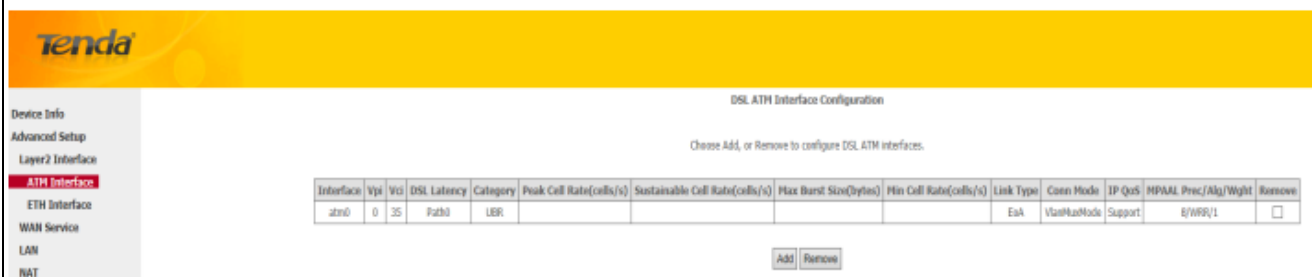 Tenda
DSL ATM Interface Configuration
Device Info
Advanced Setup
Choose Add, or Remove to configure DSL ATM interfaces.
Layer2 Interface
ATM Interface
ETH Interface
WAN Service
LAN
NAT
Interface Vpi Vci DSL Latency Category Peak Cell Rate(cells/s) Sustainable Cell Rate(cells/s) Max Burst Size(bytes) Min Cell Rate(cells/s) Link Type Conn Mode IP QoS MPAAL Prec/Alg/Wght Remove
atm0 0 35 Path0 UBR EoA VlanMuxMode Support 8/WRR/1
Add Remove